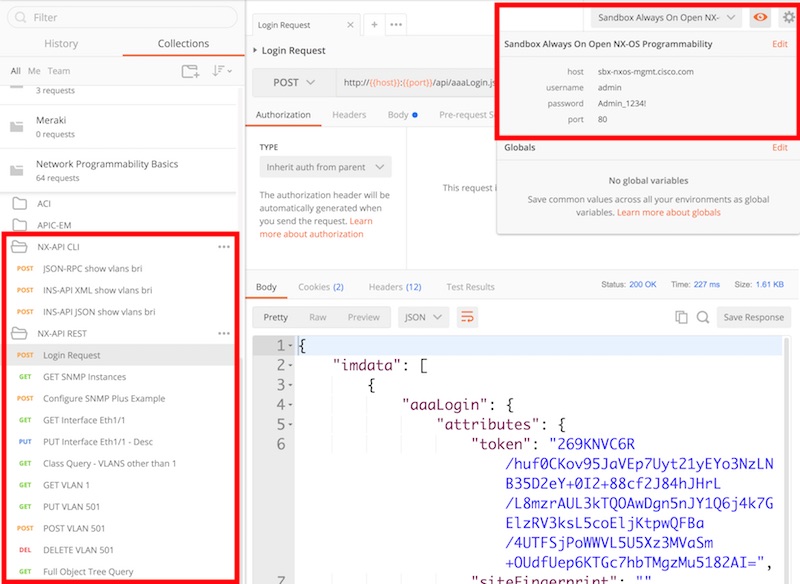 Filter
History
Collections
All Me Team
3 requests
Meraki
0 requests
Network Programmability Basics
64 requests
ACI
APIC-EM
NX-API CLI
POST JSON-RPC show vlans bri
POST INS-API XML show vlans bri
POST INS-API JSON show vlans bri
NX-API REST
POST Login Request
GET GET SNMP Instances
POST Configure SNMP Plus Example
GET GET Interface Eth1/1
PUT PUT Interface Eth1/1 - Desc
GET Class Query - VLANS other than 1
GET GET VLAN 1
GET PUT VLAN 501
POST POST VLAN 501
DEL DELETE VLAN 501
GET Full Object Tree Query
Login Request
Login Request
POST
http://{{host}}:{{port}}/api/aaaLogin.js
Authorization
Headers
Body
Pre-request S
TYPE
Inherit auth from parent
The authorization header will be
automatically generated when
you send the request. Learn
more about authorization
This request i
Sandbox Always On Open NX-
Sandbox Always On Open NX-OS Programmability
Edit
host sbx-nxos-mgmt.cisco.com
username admin
password Admin_1234!
port 80
Globals
Edit
No global variables
Save common values across all your environments as global
variables. Learn more about globals
Body
Cookies (2)
Headers (12)
Test Results
Status: 200 OK
Time: 227 ms
Size: 1.61 KB
Pretty
Raw
Preview
JSON
Save Response
1 {
2 "imdata": [
3 {
4 "aaaLogin": {
5 "attributes": {
6 "token": "269KNVC6R
/huf0CKov95JaVEp7Uyt21yEYo3NzLN
B35D2eY+0I2+88cf2J84hJHrL
/L8mzrAUL3kTQOAwDgn5nJY1Q6j4k7G
ElzRV3ksL5coEljKtpwQFBa
/4UTFSjPoWWVL5U5Xz3MVaSm
+OUdfUep6KTGc7hbTMgzMu5182AI=",
7 "siteFingerprint": ""